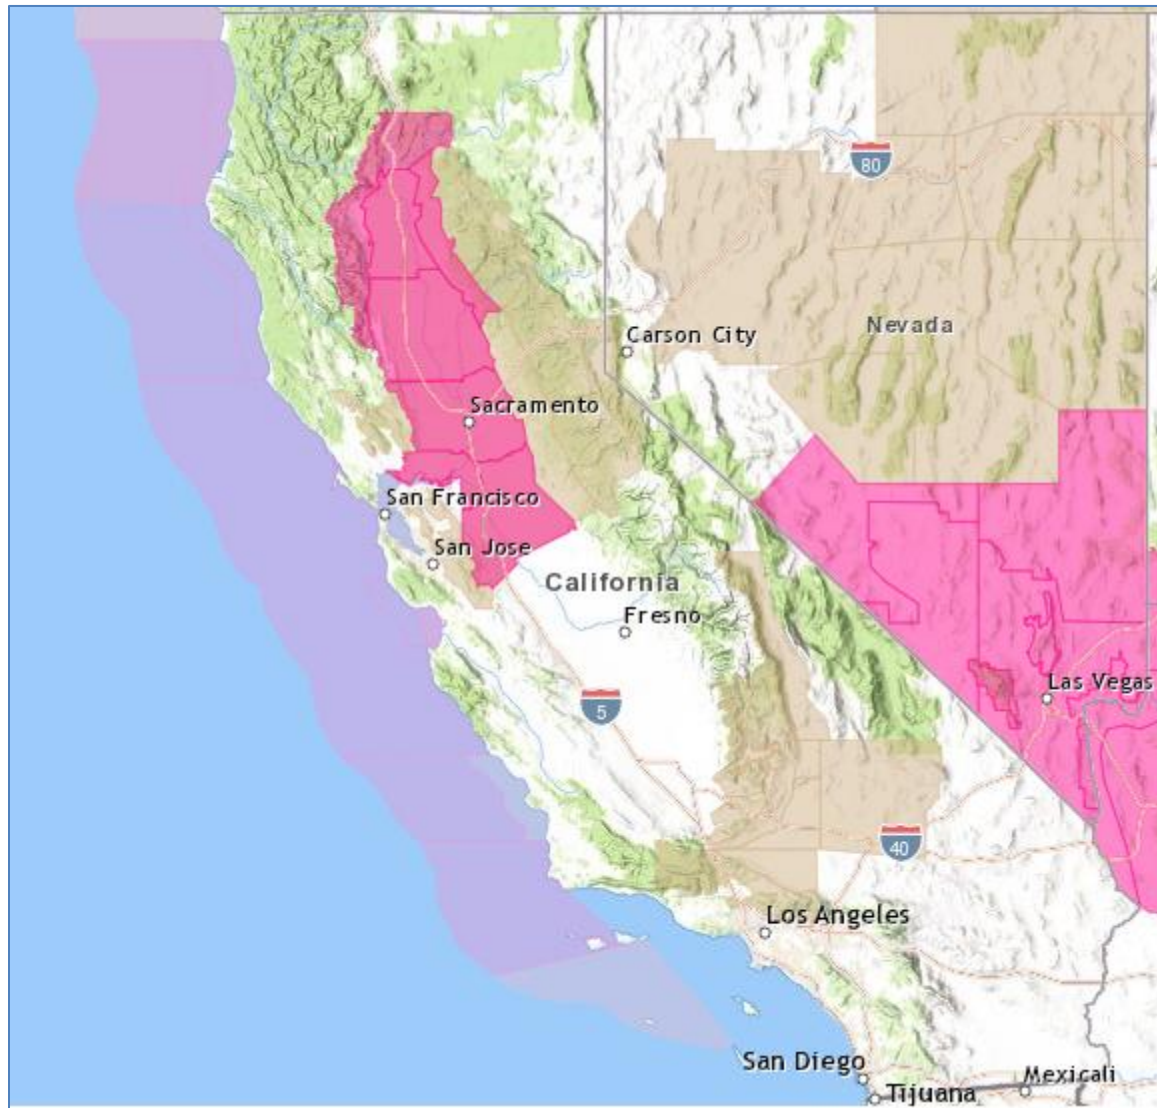 80
Nevada
Carson City
Sacramento
San Francisco
San Jose
California
Fresno
Las Vegas
5
40
Los Angeles
San Diego
Mexicali
Tijuana